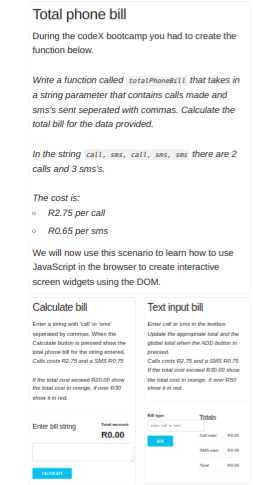 Total phone bill
During the codeX bootcamp you had to create the
function below.
Write a function called totalPhoneBill that takes in
a string parameter that contains calls made and
sms's sent seperated with commas. Calculate the
total bill for the data provided.
In the string call, sms, call, sms, sms there are 2
calls and 3 sms's.
The cost is:
R2.75 per call
R0.65 per sms
We will now use this scenario to learn how to use
JavaScript in the browser to create interactive
screen widgets using the DOM.
Calculate bill
Enter a string with 'call' or 'sms'
seperated by commas. When the
Calculate button is pressed show the
total phone bill for the string entered.
Calls costs R2.75 and a SMS R0.75
If the total cost exceed R20.00 show
the total cost in orange. If over R30
show it in red.
Enter bill string
Total amount:
R0.00
CALCULATE
Text input bill
Enter call or sms in the textbox.
Update the appropriate total and the
global total when the ADD button in
pressed.
Calls costs R2.75 and a SMS R0.75
If the total cost exceed R30.00 show
the total cost in orange, if over R50
show it in red.
Bill type
enter 'call' or 'sms'
ADD
Totals
Call total R0.00
SMS total R0.00
Total R0.00